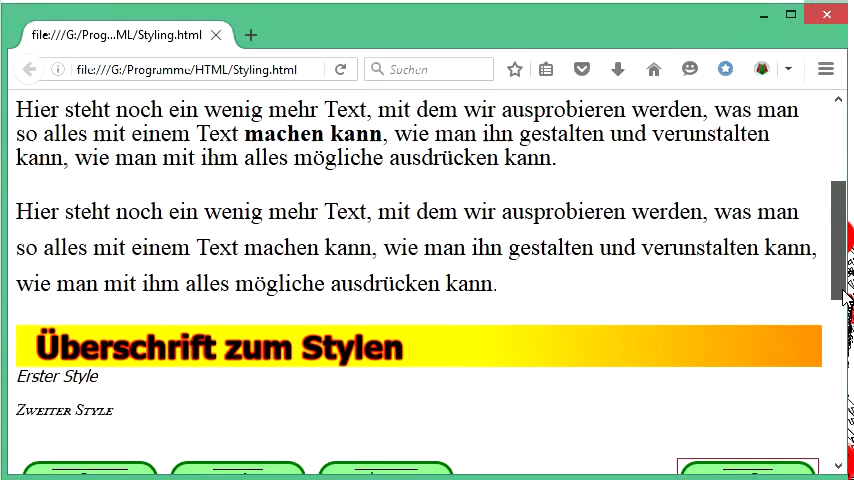 file:///G:/Prog...ML/Styling.html
file:///G:/Programme/HTML/Styling.html
Suchen
Hier steht noch ein wenig mehr Text, mit dem wir ausprobieren werden, was man
so alles mit einem Text machen kann, wie man ihn gestalten und verunstalten
kann, wie man mit ihm alles mögliche ausdrücken kann.
Hier steht noch ein wenig mehr Text, mit dem wir ausprobieren werden, was man
so alles mit einem Text machen kann, wie man ihn gestalten und verunstalten kann,
wie man mit ihm alles mögliche ausdrücken kann.
Überschrift zum Stylen
Erster Style
Zweiter Style